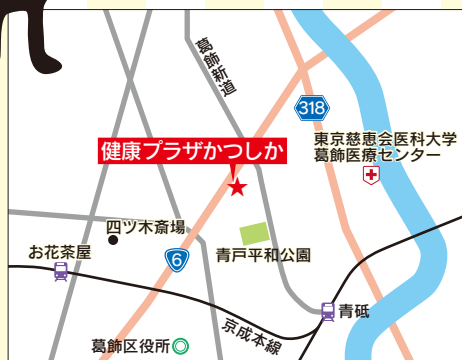 葛飾新道
318
東京慈恵会医科大学
葛飾医療センター
健康プラザかつしか
四ツ木斎場
お花茶屋
6
青戸平和公園
青砥
京成本線
葛飾区役所